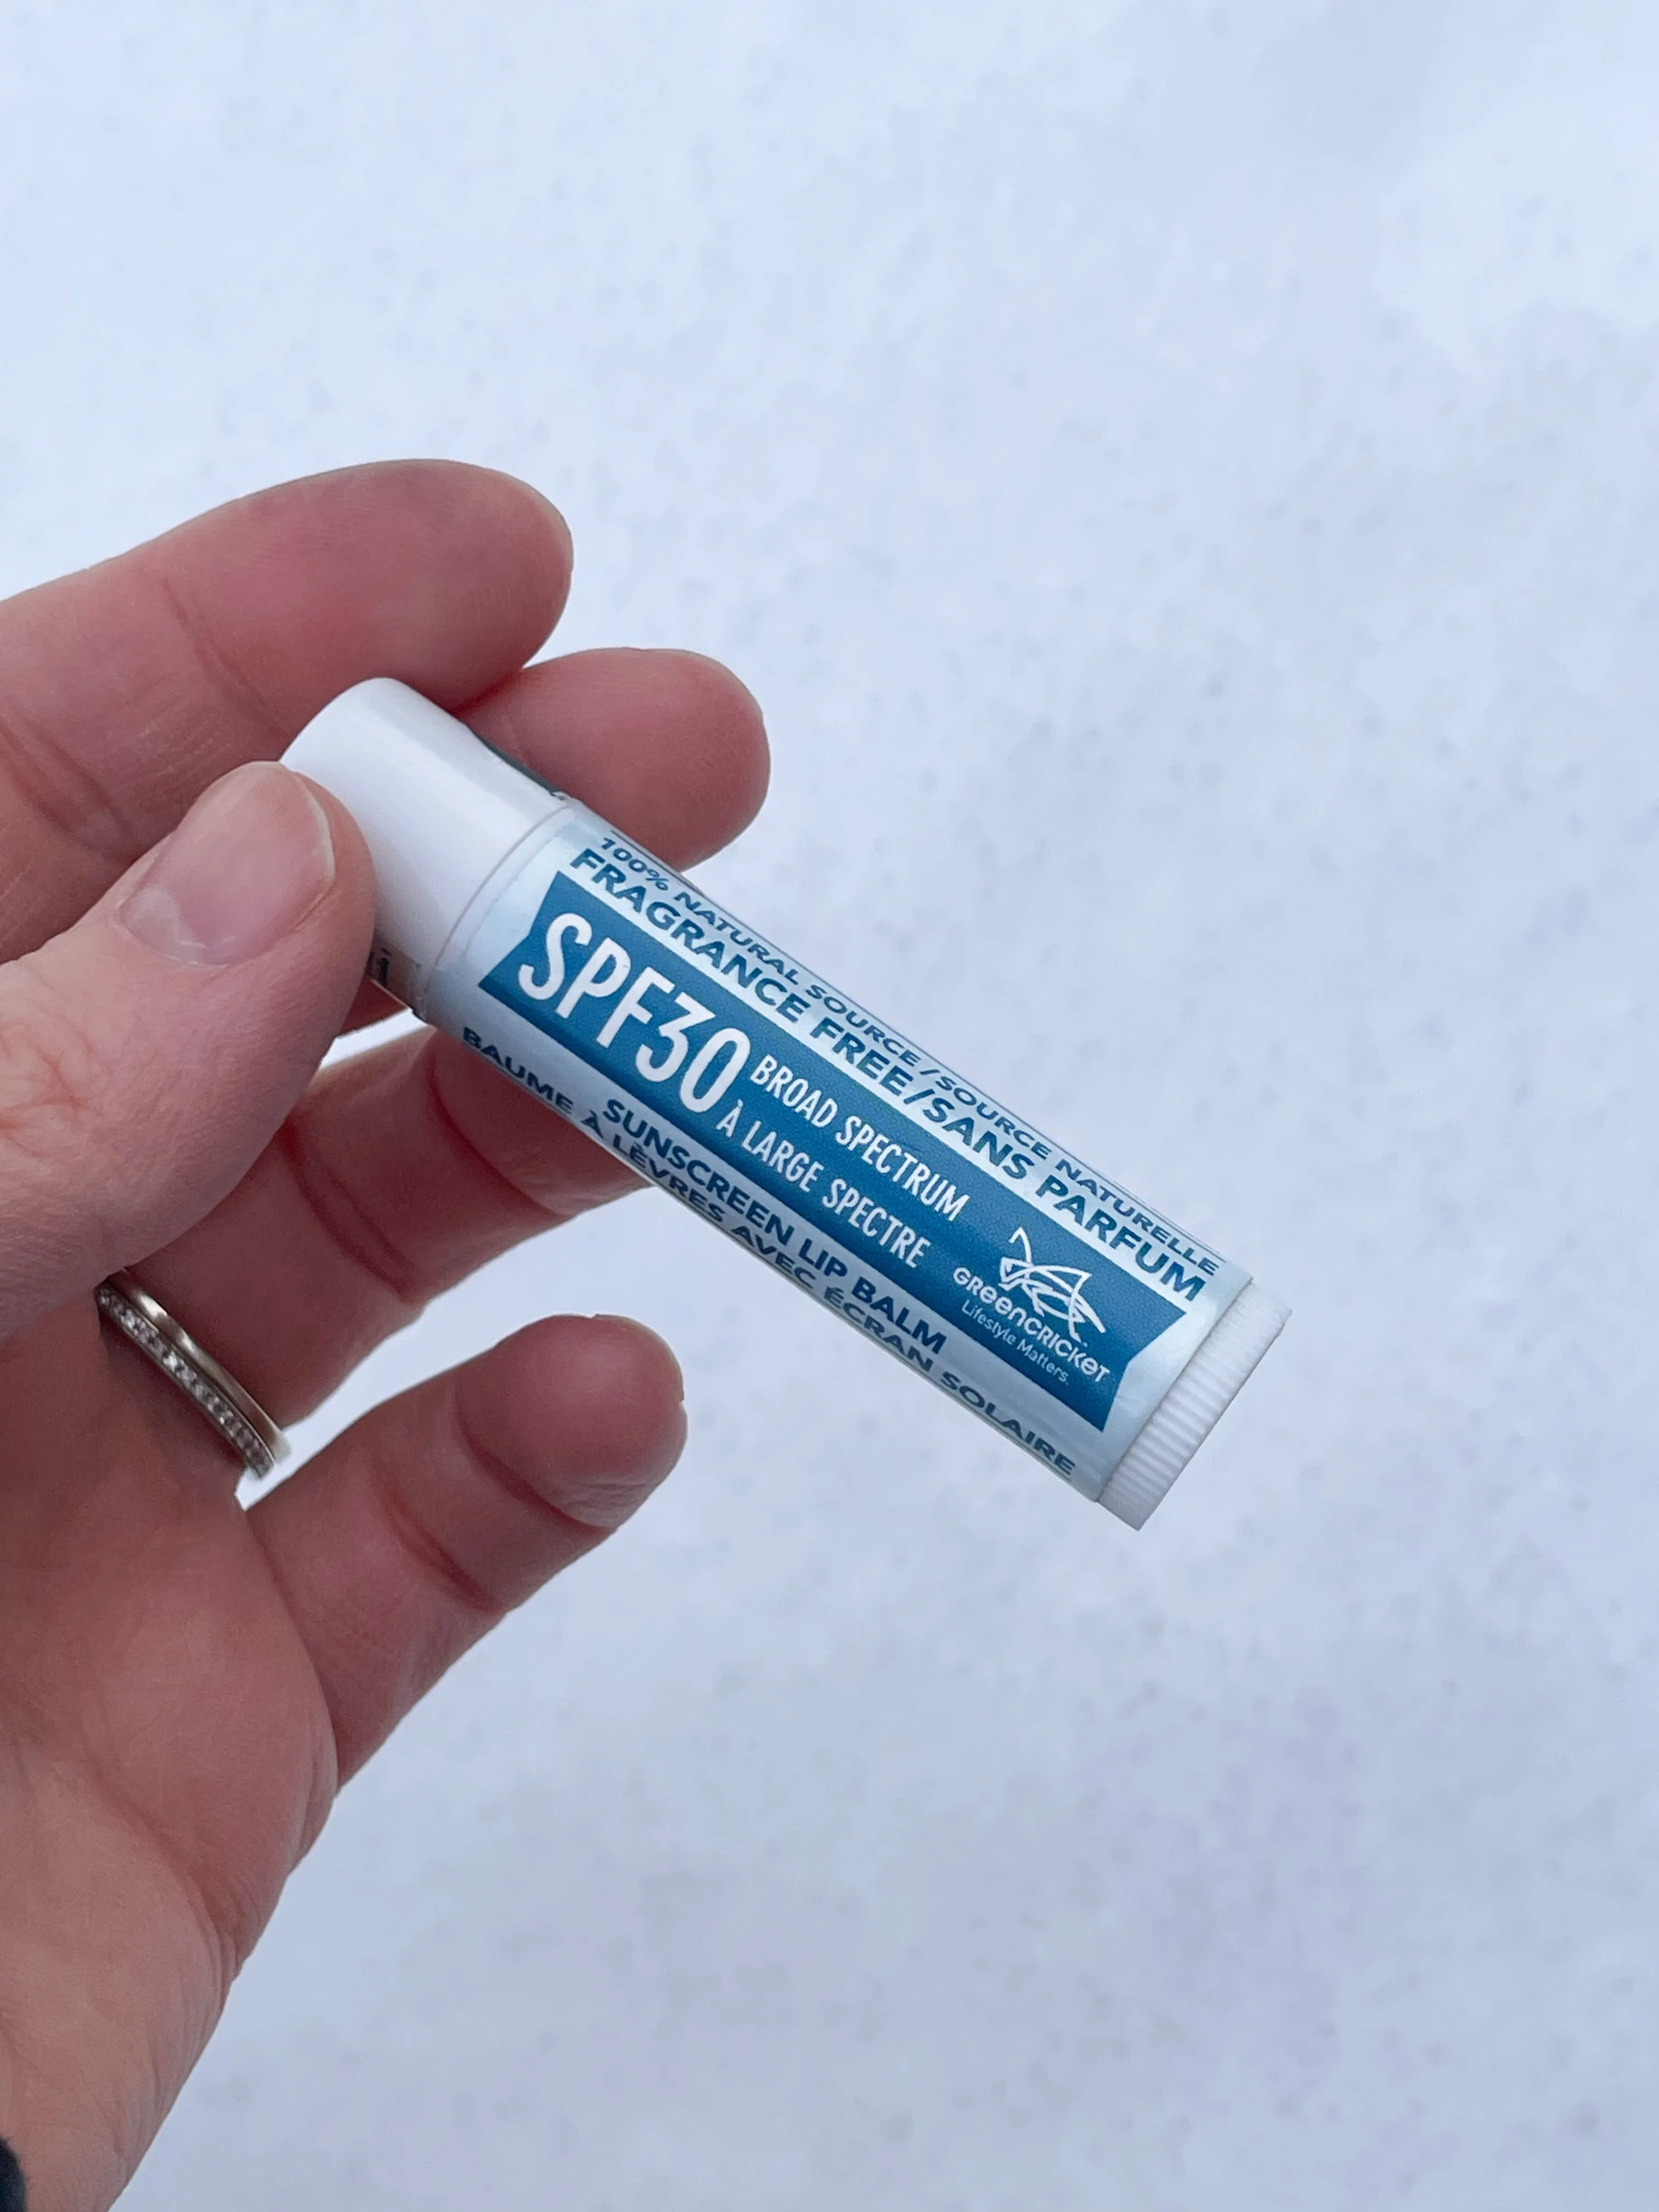 100% NATURAL SOURCE/SOURCE NATURELLE
FRAGRANCE FREE/SANS PARFUM
SPF30
BROAD SPECTRUM
À LARGE SPECTRE
GREENCRICKET
Lifestyle Matters.
SUNSCREEN LIP BALM
BAUME À LÈVRES AVEC ÉCRAN SOLAIRE